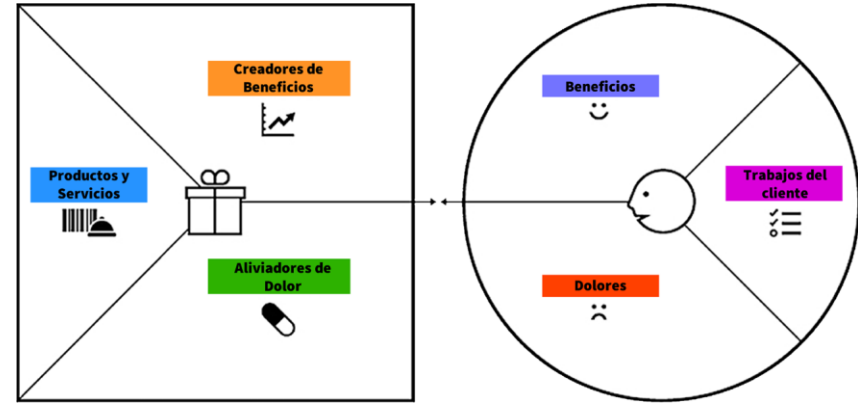 Creadores de
Beneficios
Productos y
Servicios
Aliviadores de
Dolor
Beneficios
Trabajos del
cliente
Dolores